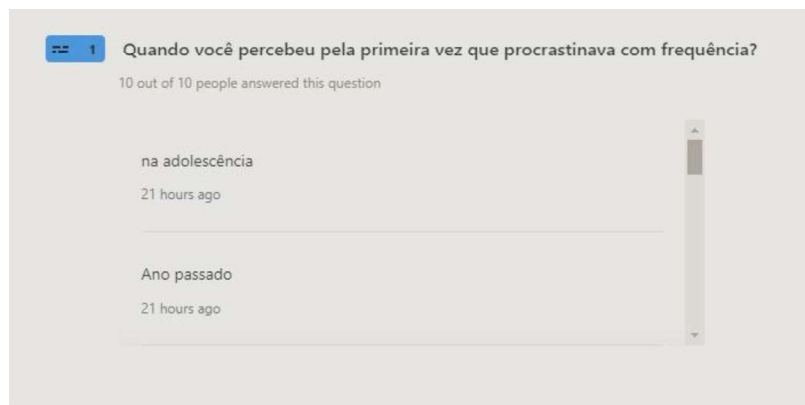 1 Quando você percebeu pela primeira vez que procrastinava com frequência?
10 out of 10 people answered this question
na adolescência
21 hours ago
Ano passado
21 hours ago